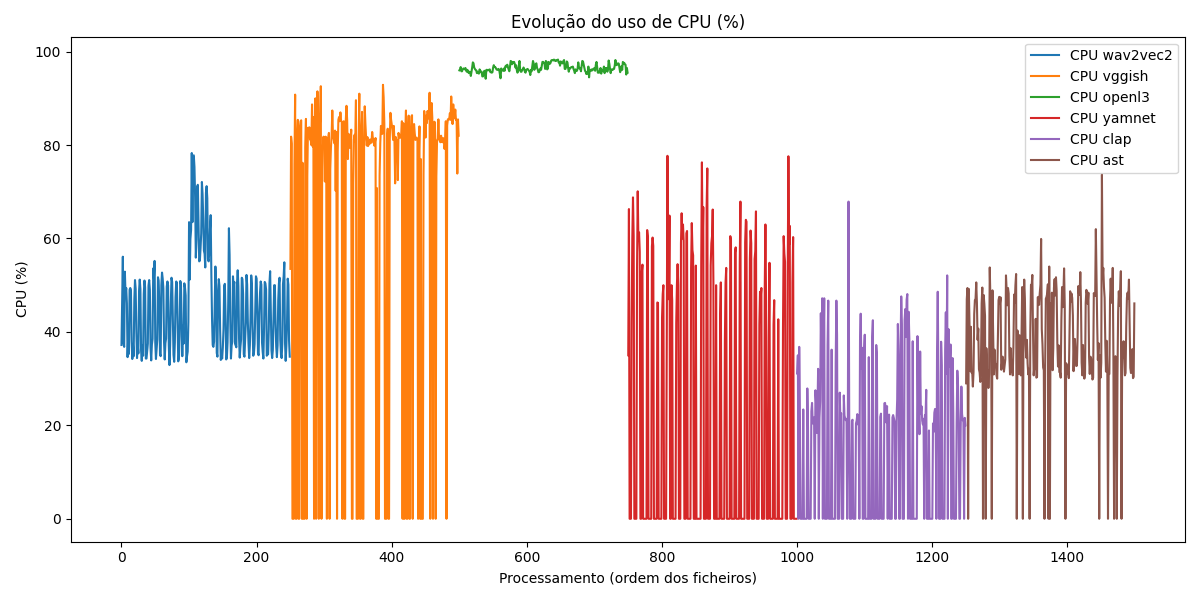 Evolução do uso de CPU (%)
CPU (%)
100
80
60
40
20
0
0 200 400 600 800 1000 1200 1400
Processamento (ordem dos ficheiros)
CPU wav2vec2
CPU vggish
CPU openl3
CPU yamnet
CPU clap
CPU ast